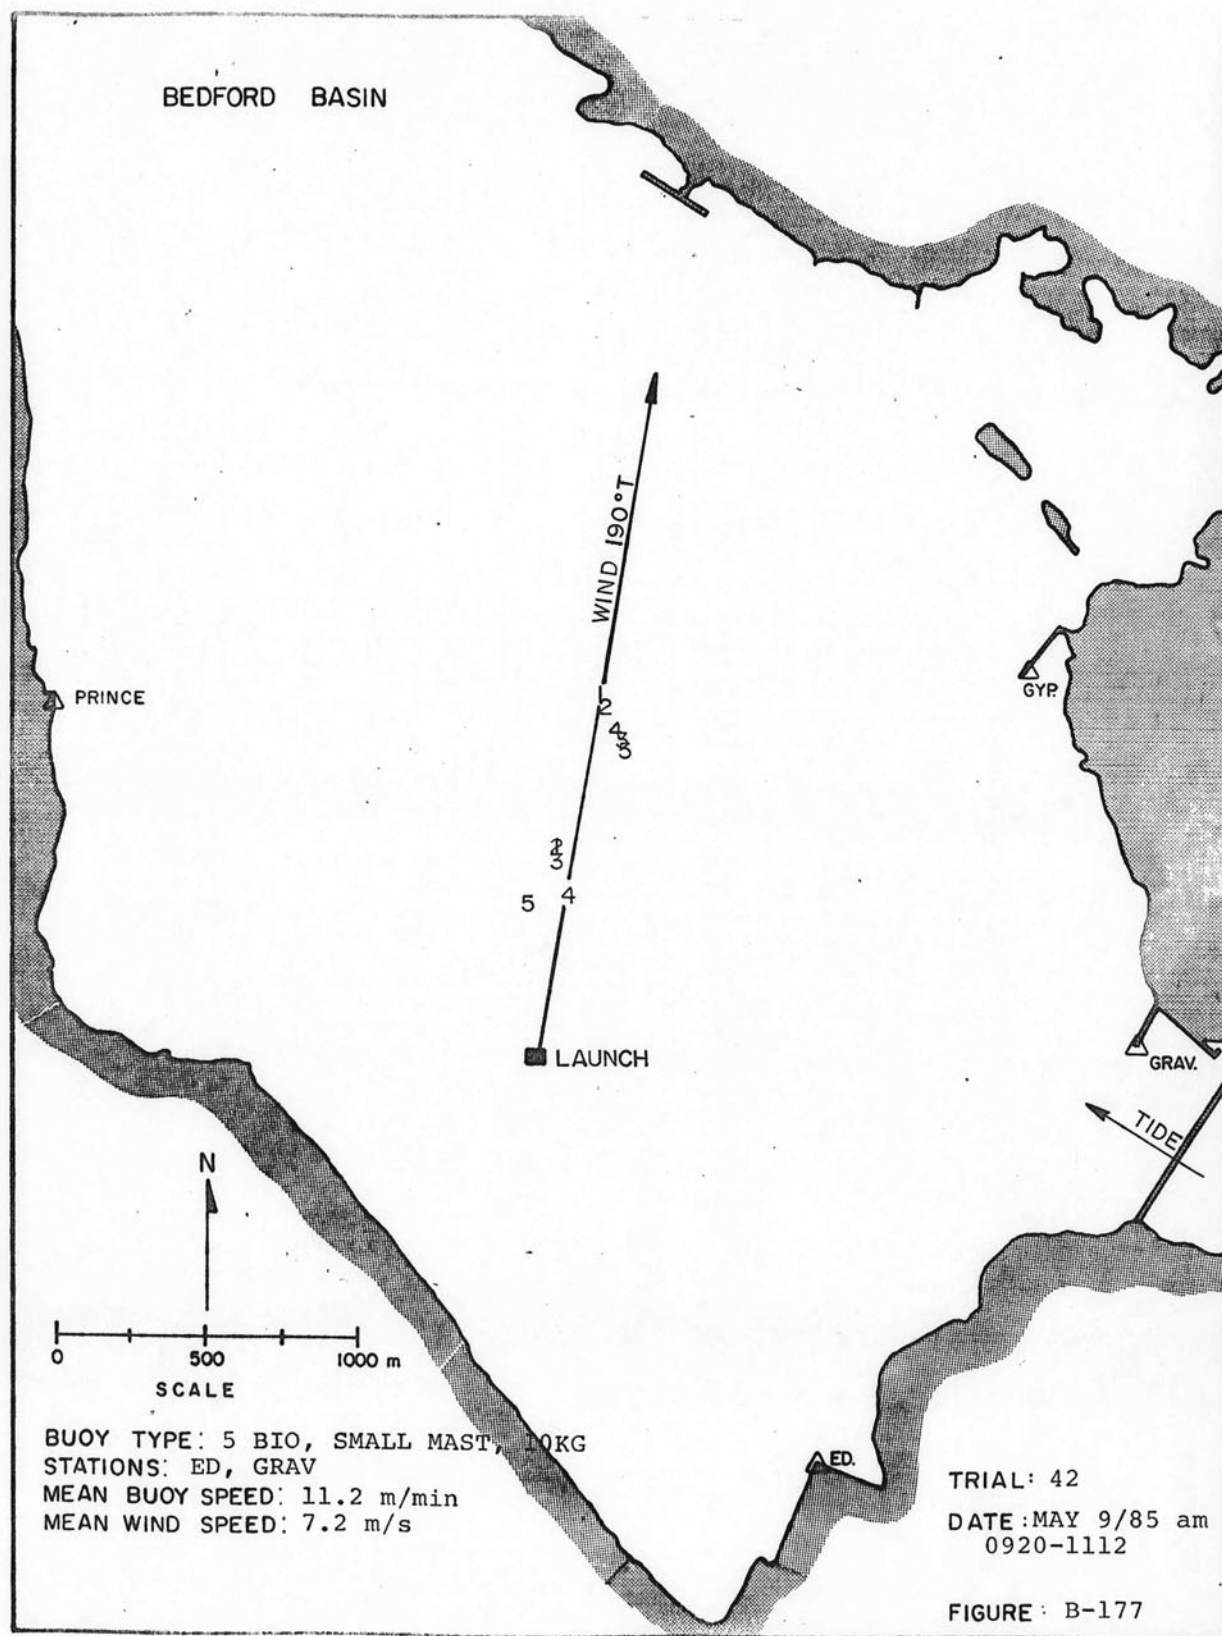 BEDFORD BASIN
WIND 190°T
PRINCE
GYP.
1
2
4
5
3
2
3
5 4
LAUNCH
GRAV.
TIDE
N
0 500 1000 m
SCALE
BUOY TYPE: 5 BIO, SMALL MAST, 10KG
STATIONS: ED, GRAV
MEAN BUOY SPEED: 11.2 m/min
MEAN WIND SPEED: 7.2 m/s
ED.
TRIAL: 42
DATE: MAY 9/85 am
0920-1112
FIGURE: B-177